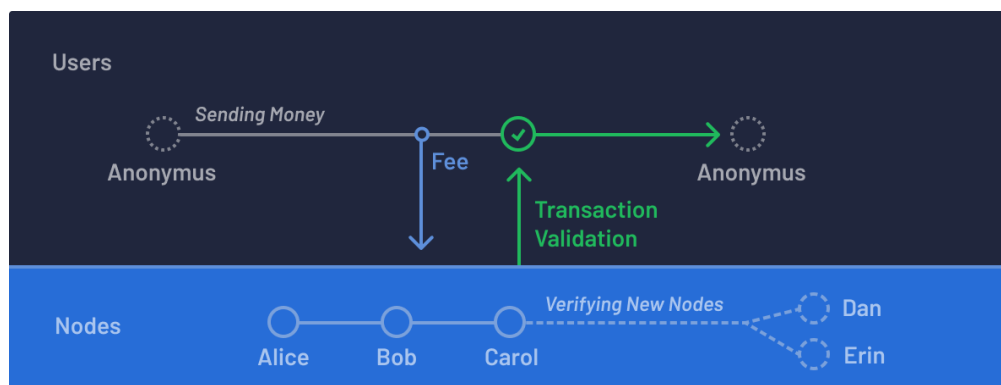 Users
Sending Money
Anonymus
Fee
Anonymus
Transaction
Validation
Nodes
Verifying New Nodes
Dan
Alice
Bob
Carol
Erin